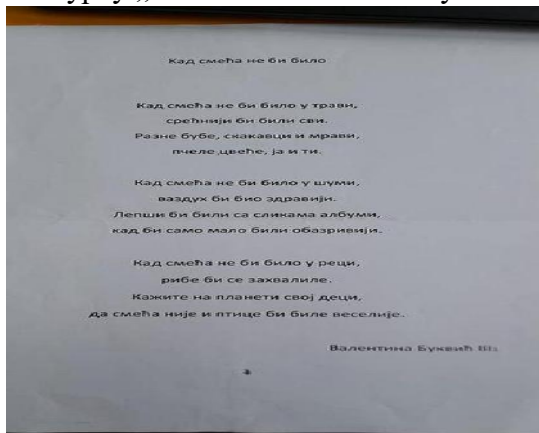 Кад смећа не би било
Кад смећа не би било у трави,
срећнији би били сви.
Разне бубе, скакавци и мрави,
пчеле,цвеће, ја и ти.
Кад смећа не би било у шуми,
ваздух би био здравији.
Лепши би били са сликама албуми,
кад би само мало били обазривији.
Кад смећа не би било у реци,
рибе би се захвалиле.
Кажите на планети свој деци,
да смећа није и птице би биле веселије.
Валентина Буквић